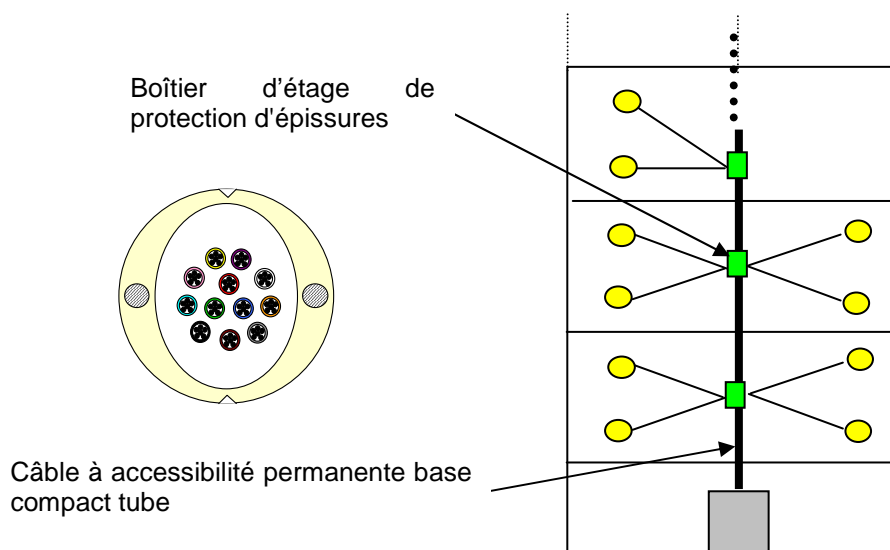 Boîtier d’étage de
protection d'épissures
Câble à accessibilité permanente base
compact tube